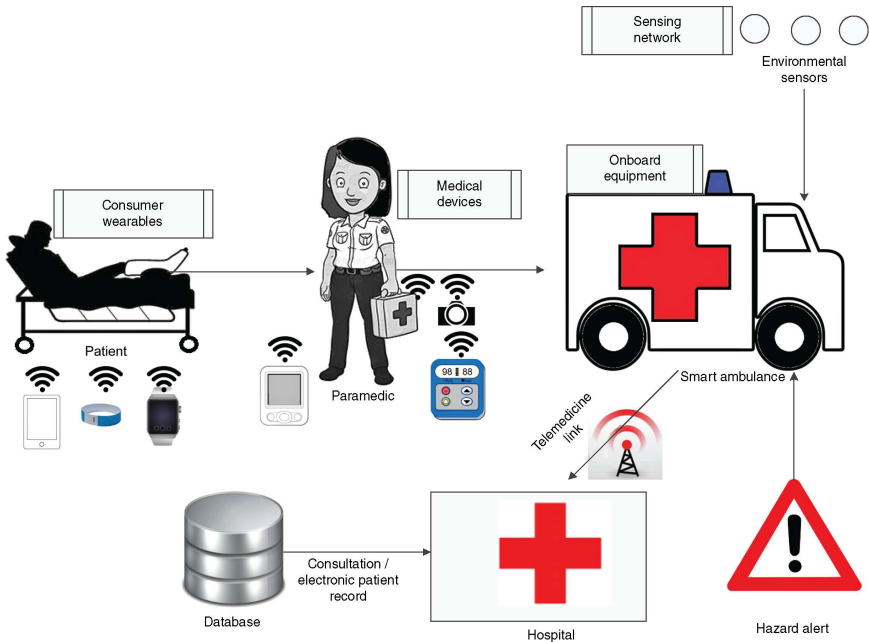 Sensing
network
Environmental
sensors
Onboard
equipment
Medical
devices
Consumer
wearables
Patient
Paramedic
98 88
Smart ambulance
Telemedicine
link
Consultation /
electronic patient
record
Database
Hospital
Hazard alert